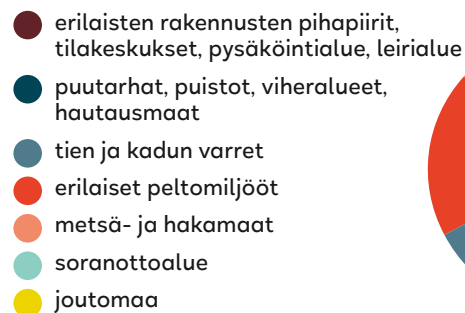 erilaisten rakennusten pihapiirit,
tilakeskukset, pysäköintialue, leirialue
puutarhat, puistot, viheralueet,
hautausmaat
tien ja kadun varret
erilaiset peltomiljööt
metsä- ja hakamaat
soranottoalue
joutomaa